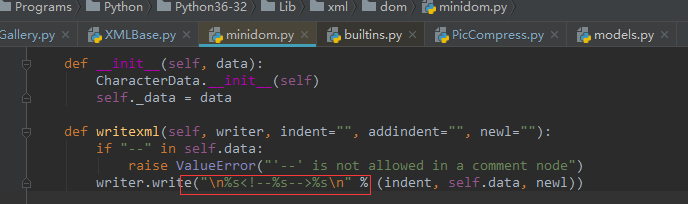 Programs Python Python36-32 Lib xml dom minidom.py
Gallery.py XMLBase.py minidom.py builtins.py PicCompress.py models.py
def __init__(self, data):
CharacterData.__init__(self)
self._data = data
def writexml(self, writer, indent="", addindent="", newl=""):
if "--" in self.data:
raise ValueError("'--' is not allowed in a comment node")
writer.write("\n%s<!--%s-->%s\n" % (indent, self.data, newl))